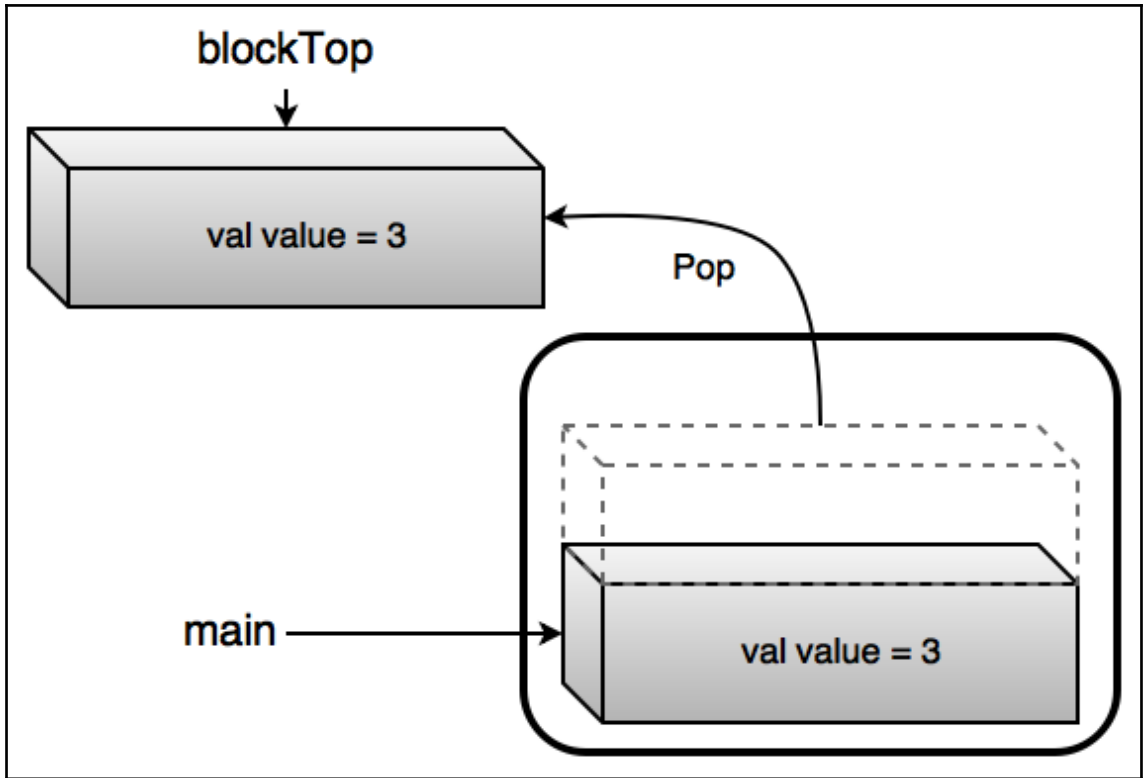 blockTop
val value = 3
Pop
main
val value = 3